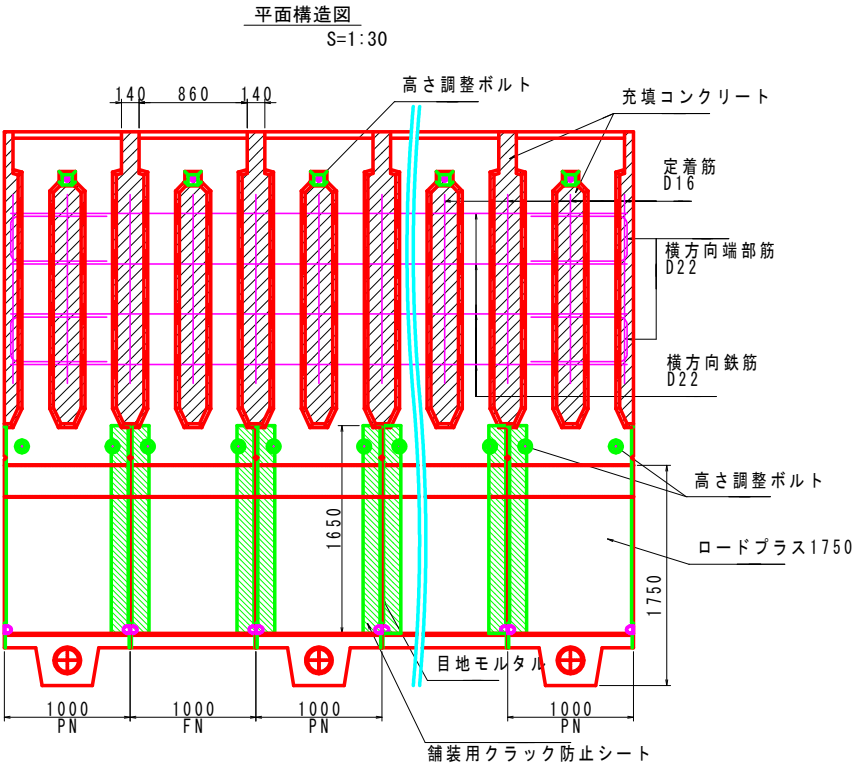 平面構造図
S=1:30
高さ調整ボルト
140
860
140
充填コンクリート
定着筋
D16
横方向端部筋
D22
横方向鉄筋
D22
高さ調整ボルト
1650
ロードプラス1750
1750
目地モルタル
1000
PN
1000
FN
1000
PN
1000
PN
舗装用クラック防止シート